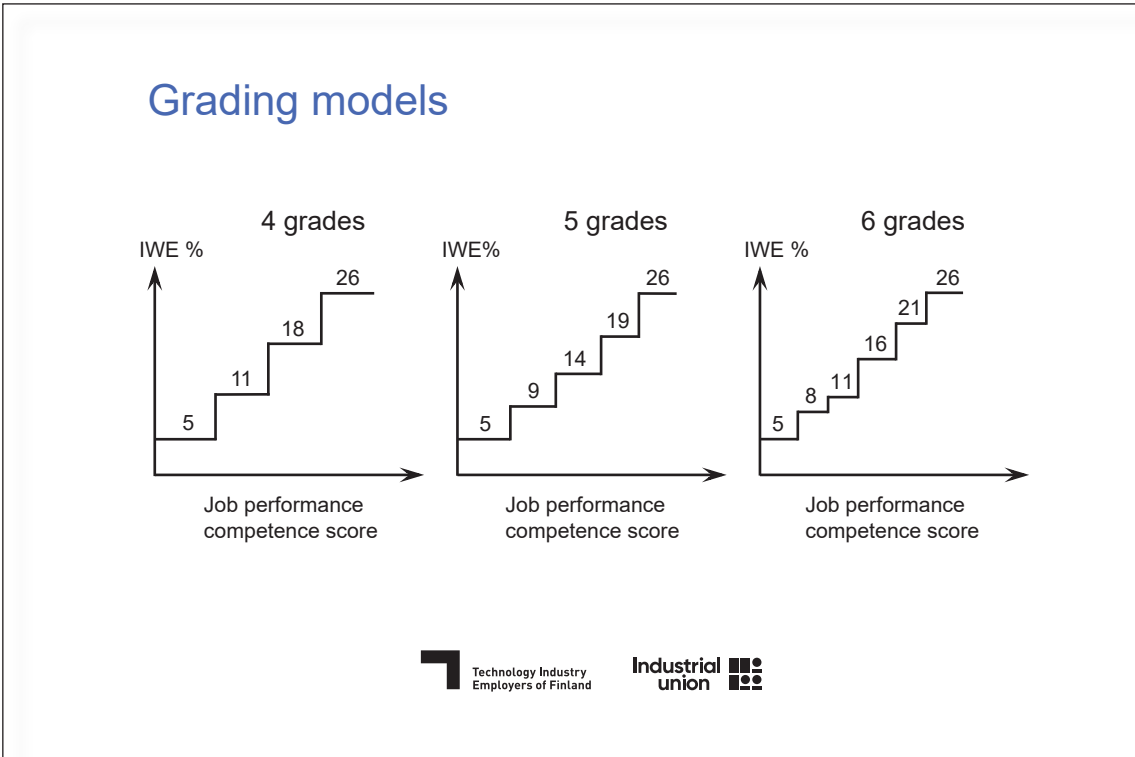 Grading models
4 grades
IWE %
5
11
18
26
Job performance
competence score
5 grades
IWE%
5
9
14
19
26
Job performance
competence score
6 grades
IWE %
5
8
11
16
21
26
Job performance
competence score
Technology Industry
Employers of Finland
Industrial
union